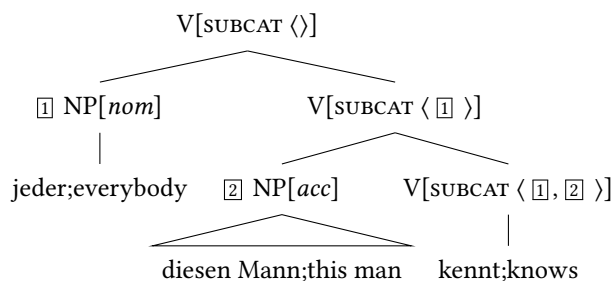 V[SUBCAT ⟨⟩]
1 NP[nom] V[SUBCAT ⟨ 1 ⟩]
jeder;everybody 2 NP[acc] V[SUBCAT ⟨ 1, 2 ⟩]
diesen Mann;this man kennt;knows